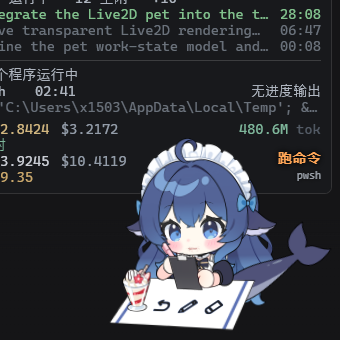 egrate the Live2D pet into the t… 28:08
ve transparent Live2D rendering… 06:47
ine the pet work-state model and… 00:08
个程序运行中
h 02:41 无进度输出
'C:\Users\x1503\AppData\Local\Temp'; &…
2.8424 $3.2172 480.6M tok
时
3.9245 $10.4119 跑命令
9.35 pwsh